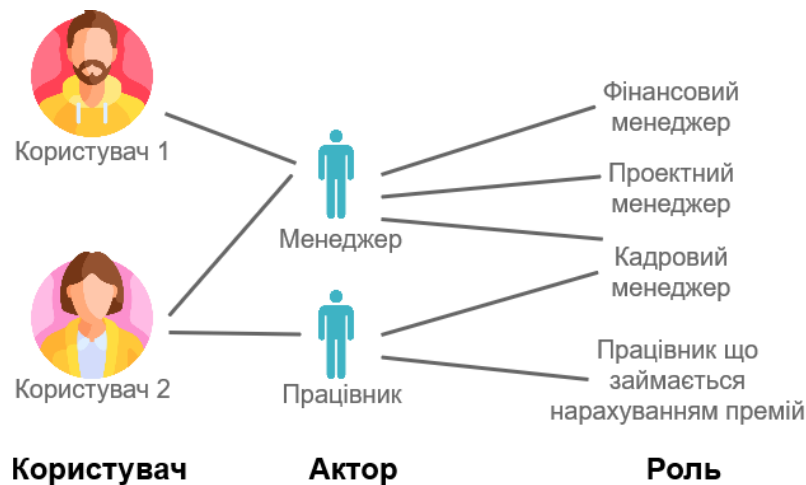 Користувач 1
Користувач 2
Менеджер
Працівник
Фінансовий
менеджер
Проектний
менеджер
Кадровий
менеджер
Працівник що
займається
нарахуванням премій
Користувач
Актор
Роль